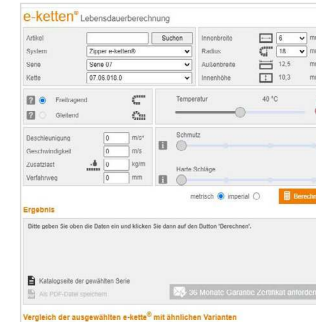 e-ketten® Lebensdauerberechnung
Artikel Suchen Innenbreite 6 m
System Zipper e-ketten® Radius 18 m
Serie Serie 07 Außenbreite 12,5 m
Kette 07.06.018.0 Innenhöhe 10,3 m
Freitragend Temperatur 40 °C
Gleitend
Beschleunigung 0 m/s² Schmutz
Geschwindigkeit 0 m/s
Zusatzlast 0 kg/m
Verfahrweg 0 mm Harte Schläge
metrisch imperial Berechn
Ergebnis
Bitte geben Sie oben die Daten ein und klicken Sie dann auf den Button 'Berechnen'.
Katalogseite der gewählten Serie
Als PDF-Datei speichern 36 Monate Garantie Zertifikat anfordern
Vergleich der ausgewählten e-kette® mit ähnlichen Varianten